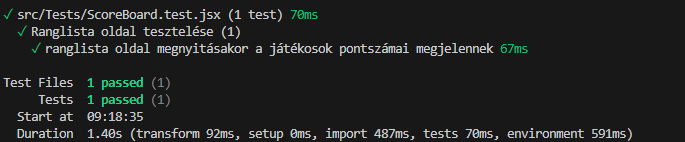 ✓ src/Tests/ScoreBoard.test.jsx (1 test) 70ms
✓ Ranglista oldal tesztelése (1)
✓ ranglista oldal megnyitásakor a játékosok pontszámai megjelennek 67ms
Test Files 1 passed (1)
Tests 1 passed (1)
Start at 09:18:35
Duration 1.40s (transform 92ms, setup 0ms, import 487ms, tests 70ms, environment 591ms)